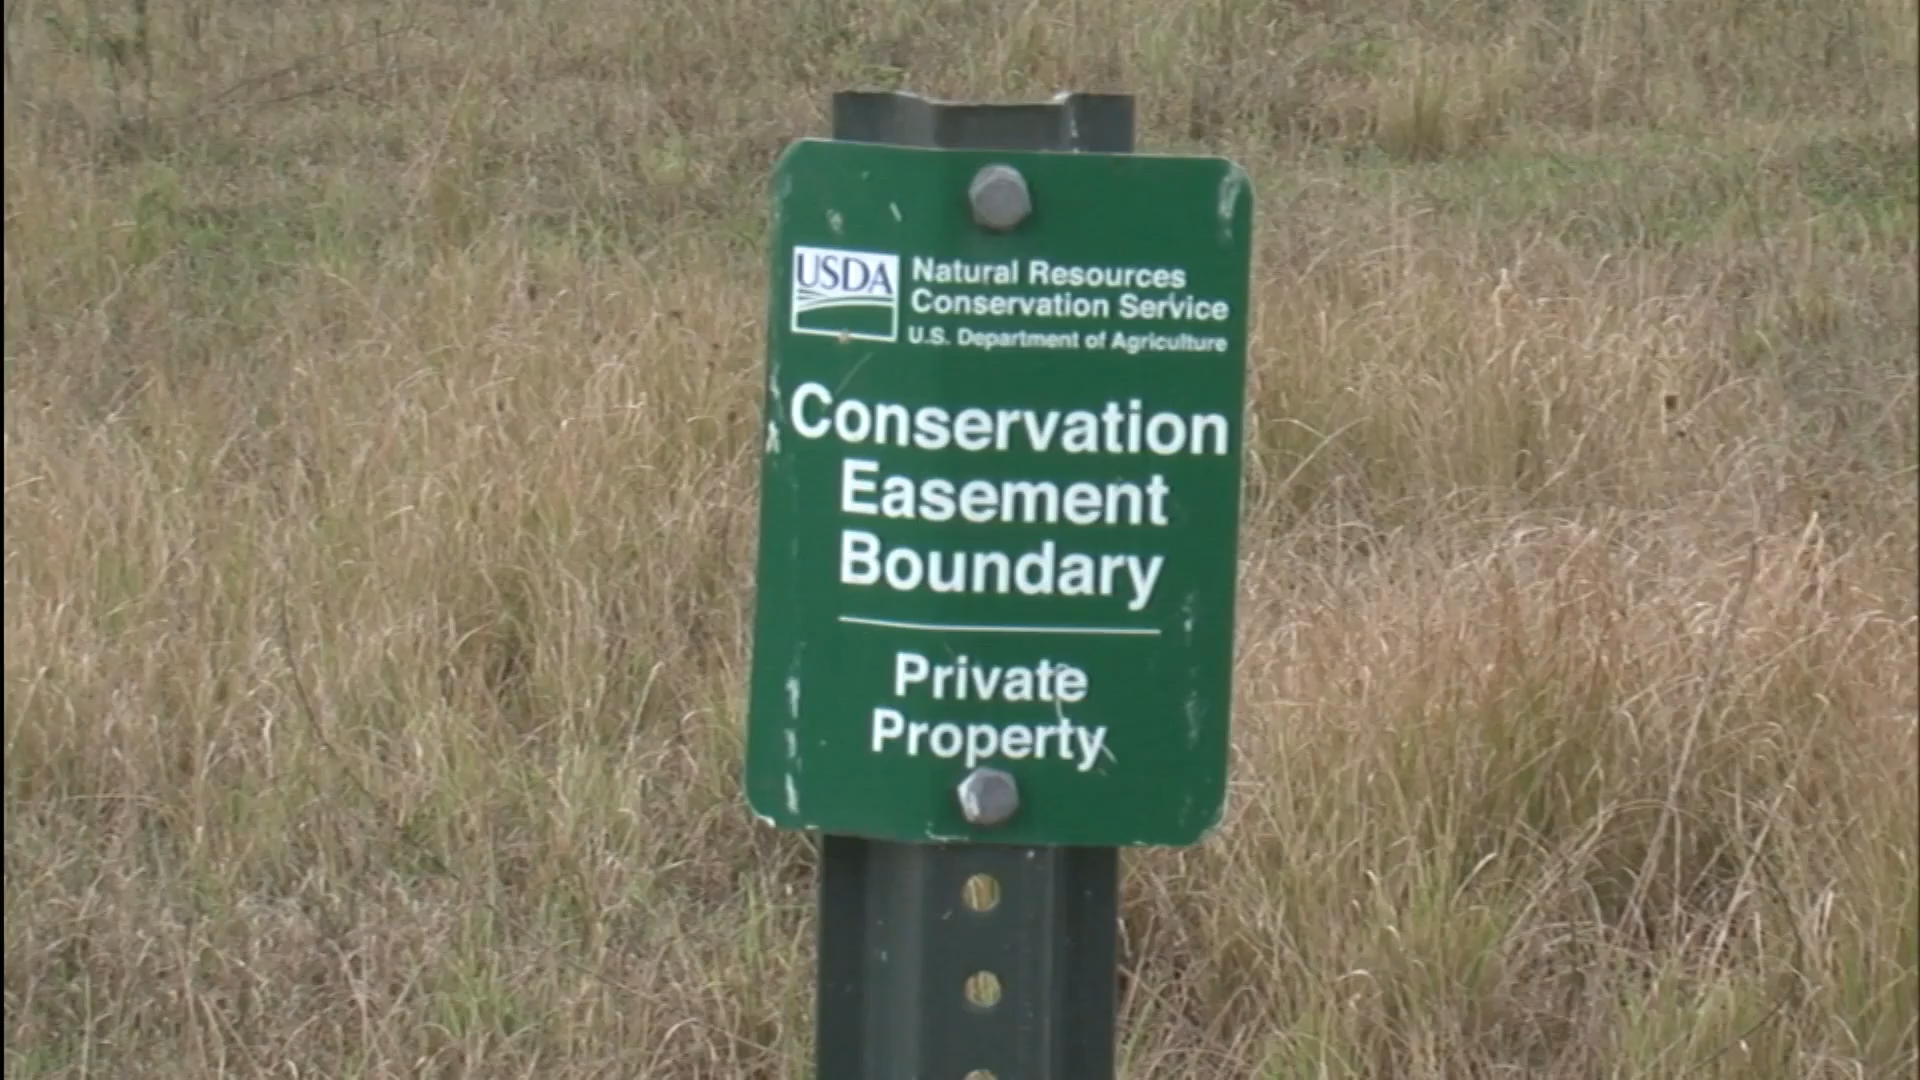 USDA
Natural Resources
Conservation Service
U.S. Department of Agriculture
Conservation
Easement
Boundary
Private
Property